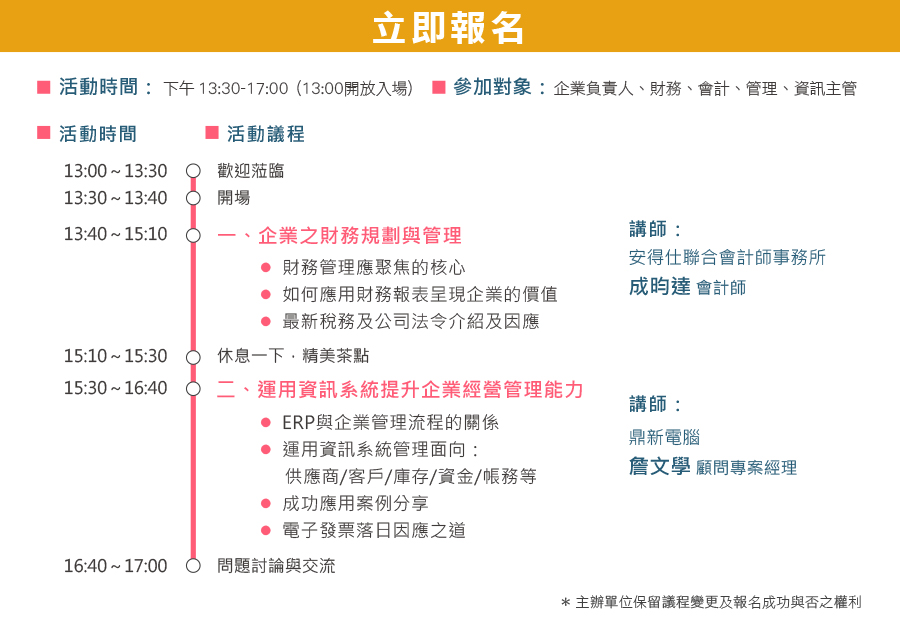 立即報名
■ 活動時間： 下午 13:30-17:00 (13:00開放入場) ■ 參加對象： 企業負責人、財務、會計、管理、資訊主管
■ 活動時間 ■ 活動議程
13:00～13:30 歡迎蒞臨
13:30～13:40 開場
13:40～15:10 一、企業之財務規劃與管理
● 財務管理應聚焦的核心
● 如何應用財務報表呈現企業的價值
● 最新稅務及公司法令介紹及因應
講師：
安得仕聯合會計師事務所
成昀達 會計師
15:10～15:30 休息一下，精美茶點
15:30～16:40 二、運用資訊系統提升企業經營管理能力
● ERP與企業管理流程的關係
● 運用資訊系統管理面向：
供應商/客戶/庫存/資金/帳務等
● 成功應用案例分享
● 電子發票落日因應之道
講師：
鼎新電腦
詹文學 顧問專案經理
16:40～17:00 問題討論與交流
＊主辦單位保留議程變更及報名成功與否之權利